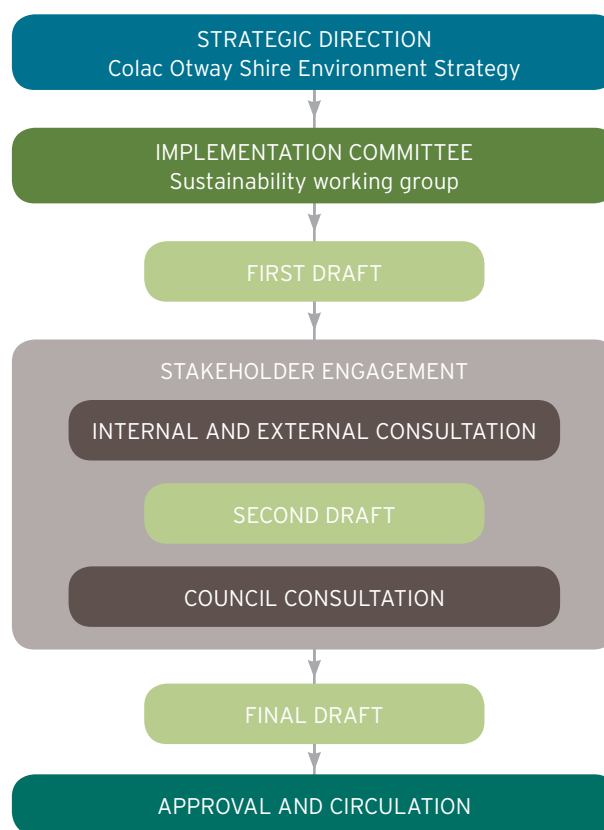 STRATEGIC DIRECTION
Colac Otway Shire Environment Strategy
IMPLEMENTATION COMMITTEE
Sustainability working group
FIRST DRAFT
STAKEHOLDER ENGAGEMENT
INTERNAL AND EXTERNAL CONSULTATION
SECOND DRAFT
COUNCIL CONSULTATION
FINAL DRAFT
APPROVAL AND CIRCULATION